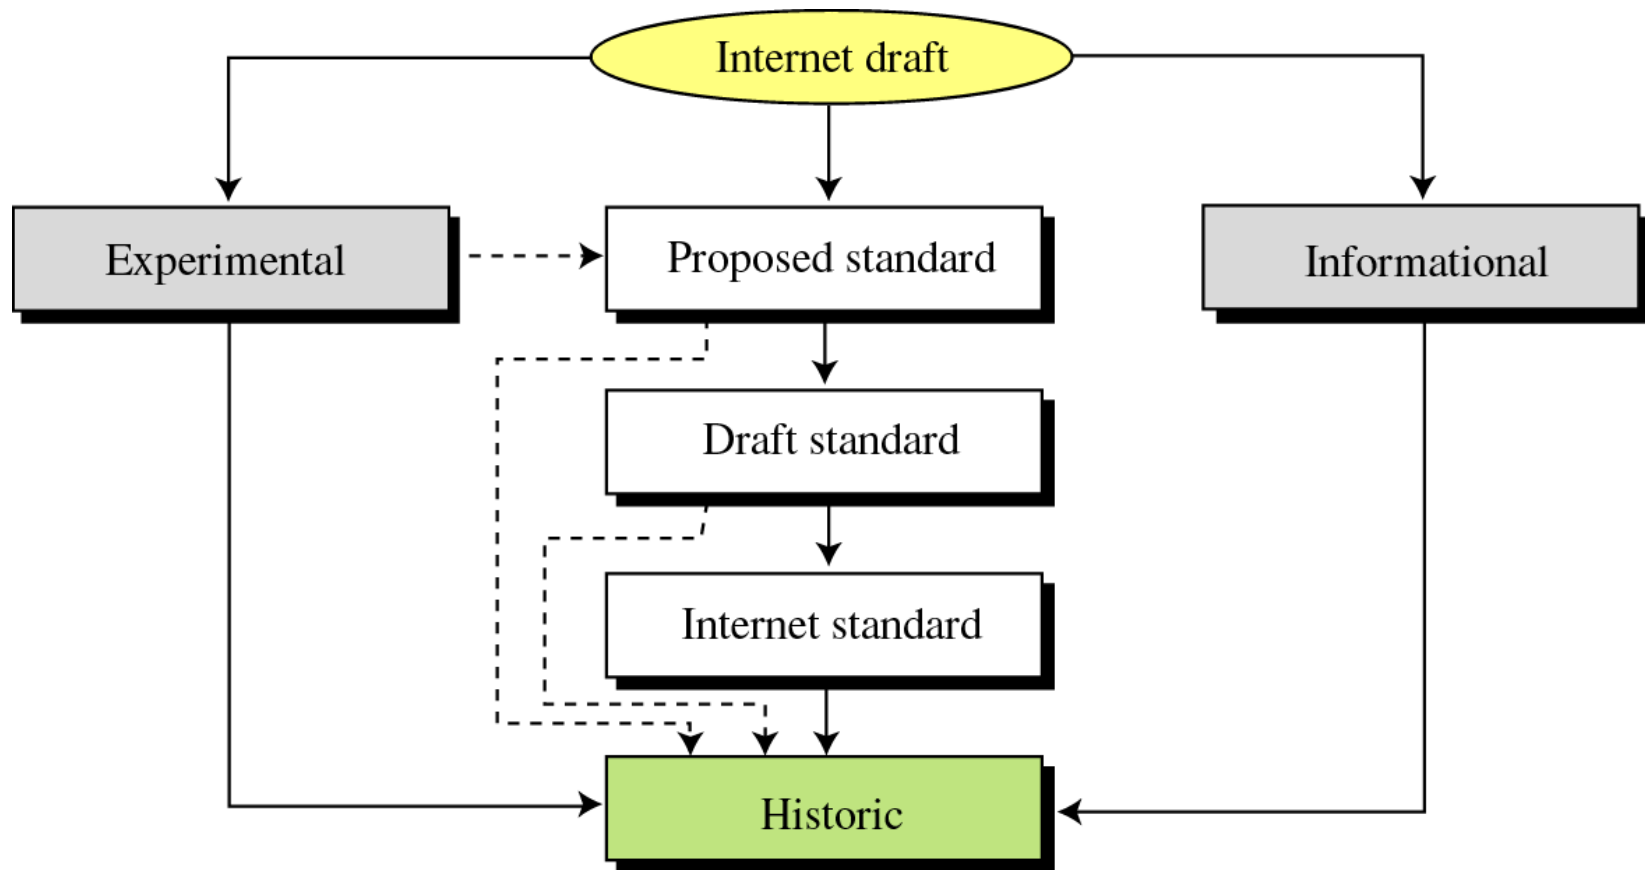 Internet draft
Experimental
Proposed standard
Informational
Draft standard
Internet standard
Historic